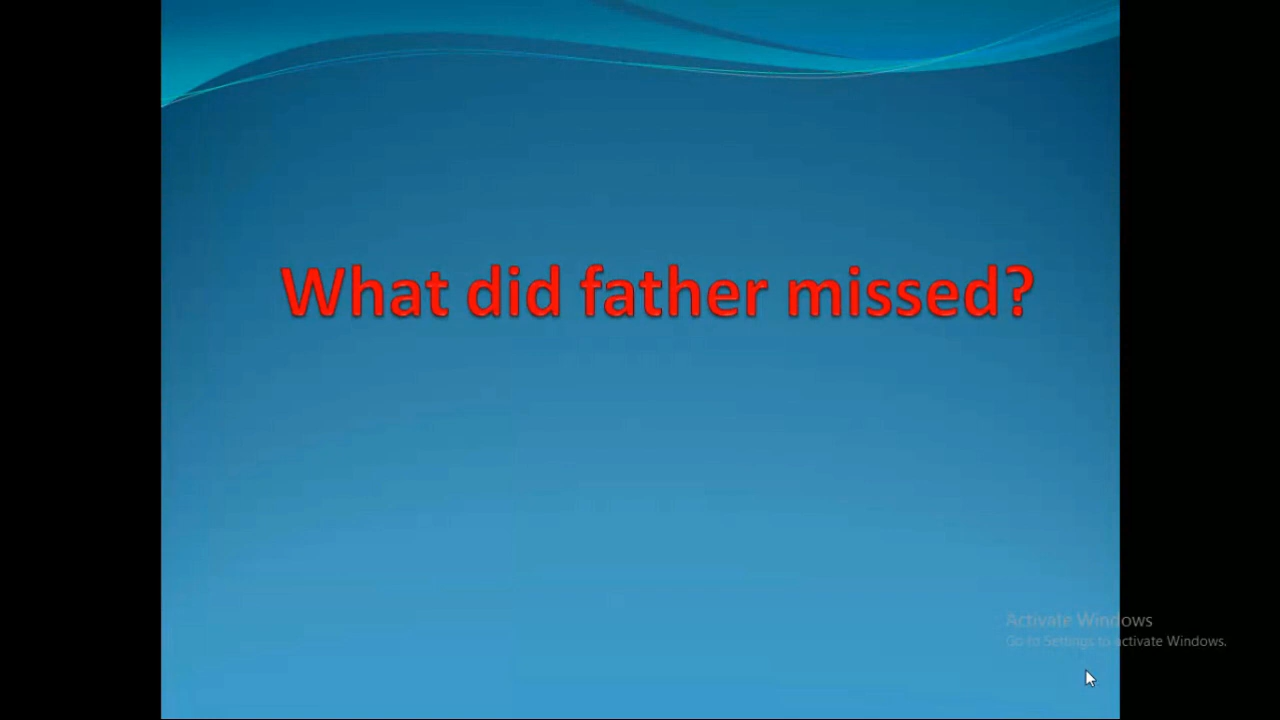 What did father missed?
Activate Windows
Go to Settings to activate Windows.